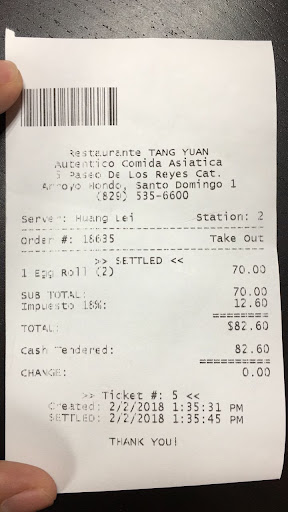 Restaurante TANG YUAN
Autentico Comida Asiatica
5 Paseo De Los Reyes Cat.
Arroyo Hondo, Santo Domingo 1
(829) 535-6600
Server: Huang Lei Station: 2
Order #: 18635 Take Out
>> SETTLED <<
1 Egg Roll (2) 70.00
SUB TOTAL: 70.00
Impuesto 18%: 12.60
TOTAL: $82.60
Cash Tendered: 82.60
CHANGE: 0.00
>> Ticket #: 5 <<
Created: 2/2/2018 1:35:31 PM
SETTLED: 2/2/2018 1:35:45 PM
THANK YOU!